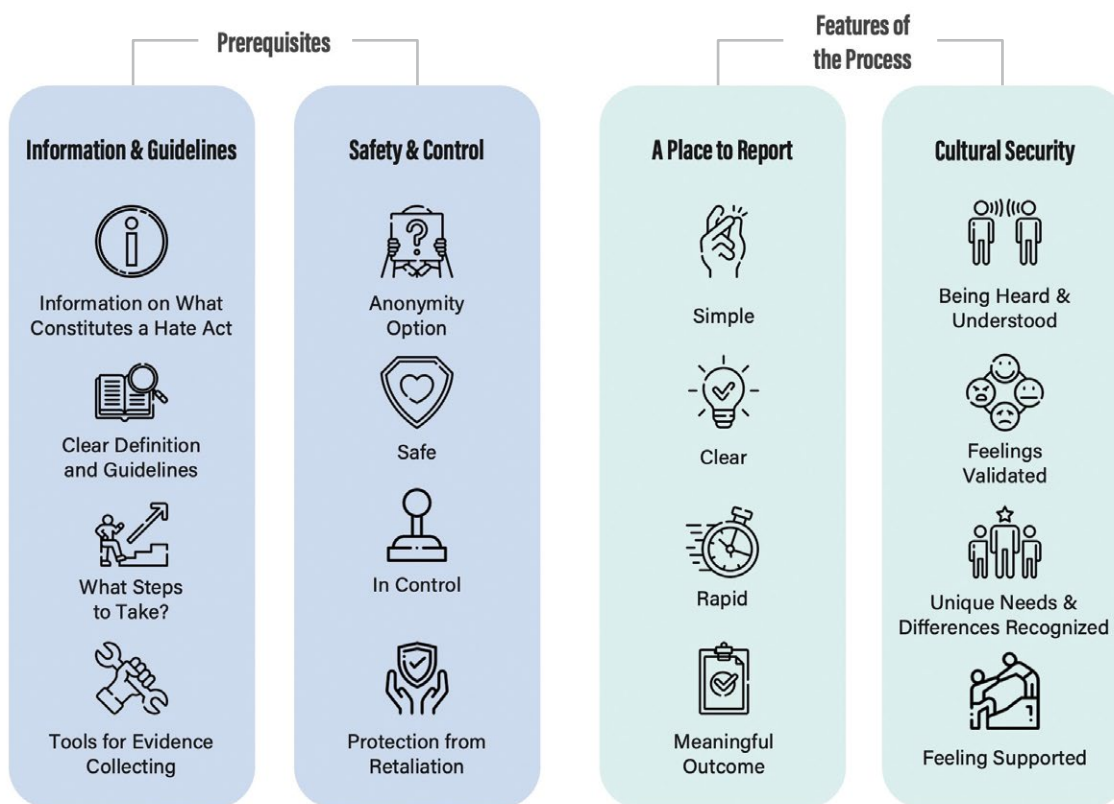 Prerequisites
Information & Guidelines
Information on What
Constitutes a Hate Act
Clear Definition
and Guidelines
What Steps
to Take?
Tools for Evidence
Collecting
Safety & Control
?
Anonymity
Option
Safe
In Control
Protection from
Retaliation
Features of
the Process
A Place to Report
Simple
Clear
Rapid
Meaningful
Outcome
Cultural Security
Being Heard &
Understood
Feelings
Validated
Unique Needs &
Differences Recognized
Feeling Supported